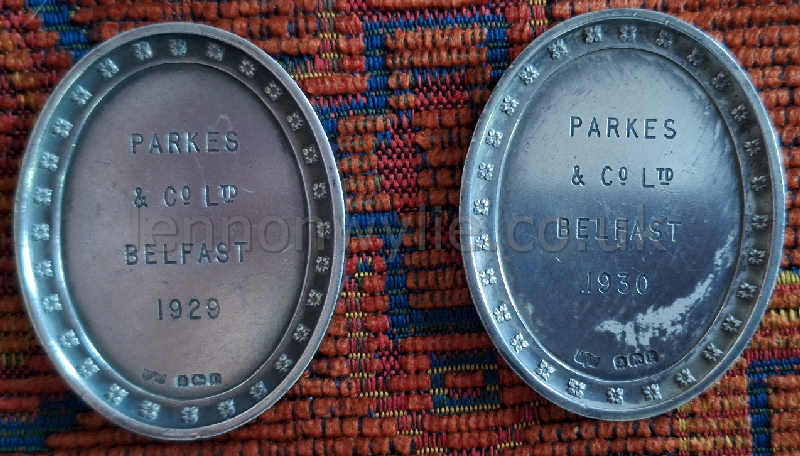 PARKES
& Co LTD
BELFAST
1929
PARKES
& Co LTD
BELFAST
1930
lennonwylie.co.uk